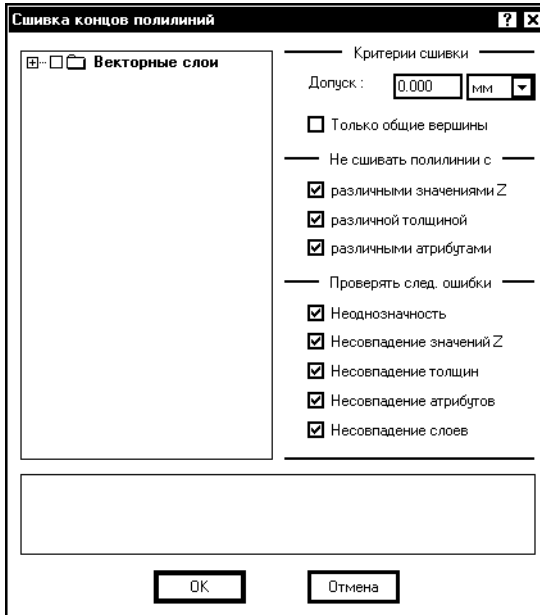 Сшивка концов полилиний
Векторные слои
Критерии сшивки
Допуск : 0.000 мм
Только общие вершины
Не сшивать полилинии с
различными значениями Z
различной толщиной
различными атрибутами
Проверять след. ошибки
Неоднозначность
Несовпадение значений Z
Несовпадение толщин
Несовпадение атрибутов
Несовпадение слоев
OK Отмена